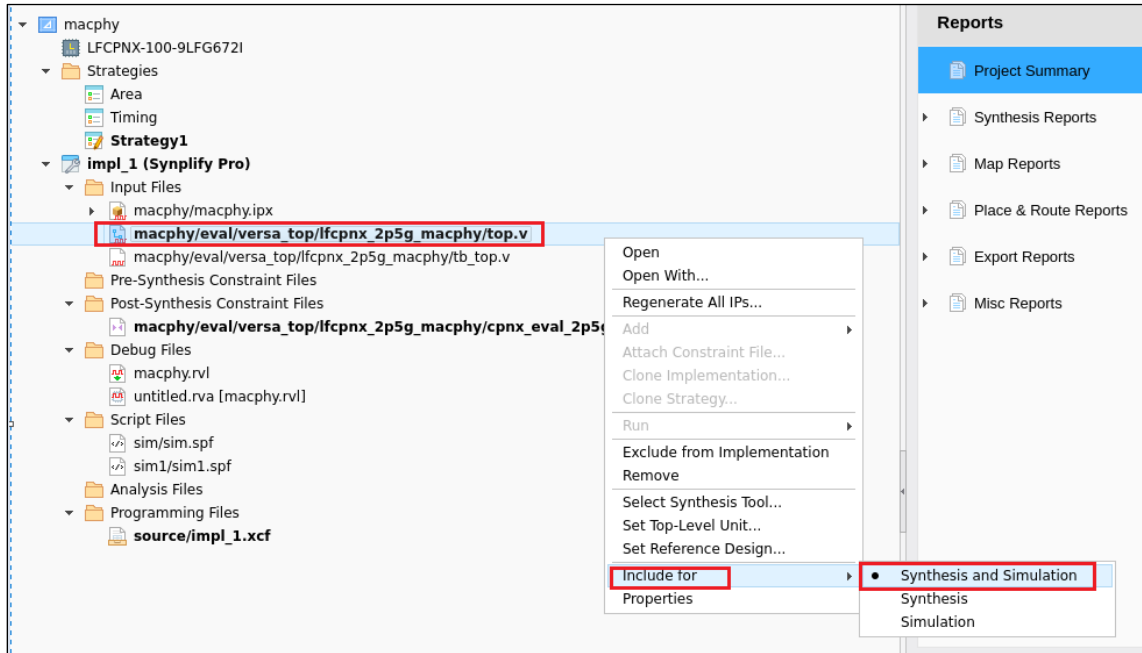 macphy
LFCPNX-100-9LFG672I
Strategies
Area
Timing
Strategy1
impl_1 (Synplify Pro)
Input Files
macphy/macphy.ipx
macphy/eval/versa_top/lfcpnx_2p5g_macphy/top.v
macphy/eval/versa_top/lfcpnx_2p5g_macphy/tb_top.v
Pre-Synthesis Constraint Files
Post-Synthesis Constraint Files
macphy/eval/versa_top/lfcpnx_2p5g_macphy/cpnx_eval_2p5g
Debug Files
macphy.rvl
untitled.rva [macphy.rvl]
Script Files
sim/sim.spf
sim1/sim1.spf
Analysis Files
Programming Files
source/impl_1.xcf
Open
Open With...
Regenerate All IPs...
Add
Attach Constraint File...
Clone Implementation...
Clone Strategy...
Run
Exclude from Implementation
Remove
Select Synthesis Tool...
Set Top-Level Unit...
Set Reference Design...
Include for
Properties
Synthesis and Simulation
Synthesis
Simulation
Reports
Project Summary
Synthesis Reports
Map Reports
Place & Route Reports
Export Reports
Misc Reports